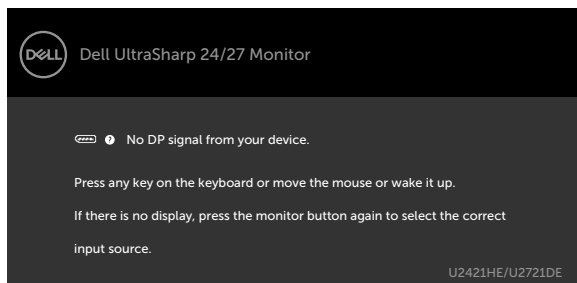 DELL Dell UltraSharp 24/27 Monitor
? No DP signal from your device.
Press any key on the keyboard or move the mouse or wake it up.
If there is no display, press the monitor button again to select the correct
input source.
U2421HE/U2721DE